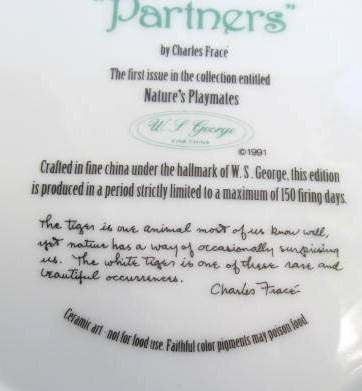 "Partners"
by Charles Fracé
The first issue in the collection entitled
Nature's Playmates
W. S. George
FINE CHINA
©1991
Crafted in fine china under the hallmark of W. S. George, this edition
is produced in a period strictly limited to a maximum of 150 firing days.
The tiger is one animal most of us know well,
yet nature has a way of occasionally surprising
us. The white tiger is one of these rare and
beautiful occurrences.
Charles Fracé
Ceramic art - not for food use. Faithful color pigments may poison food.